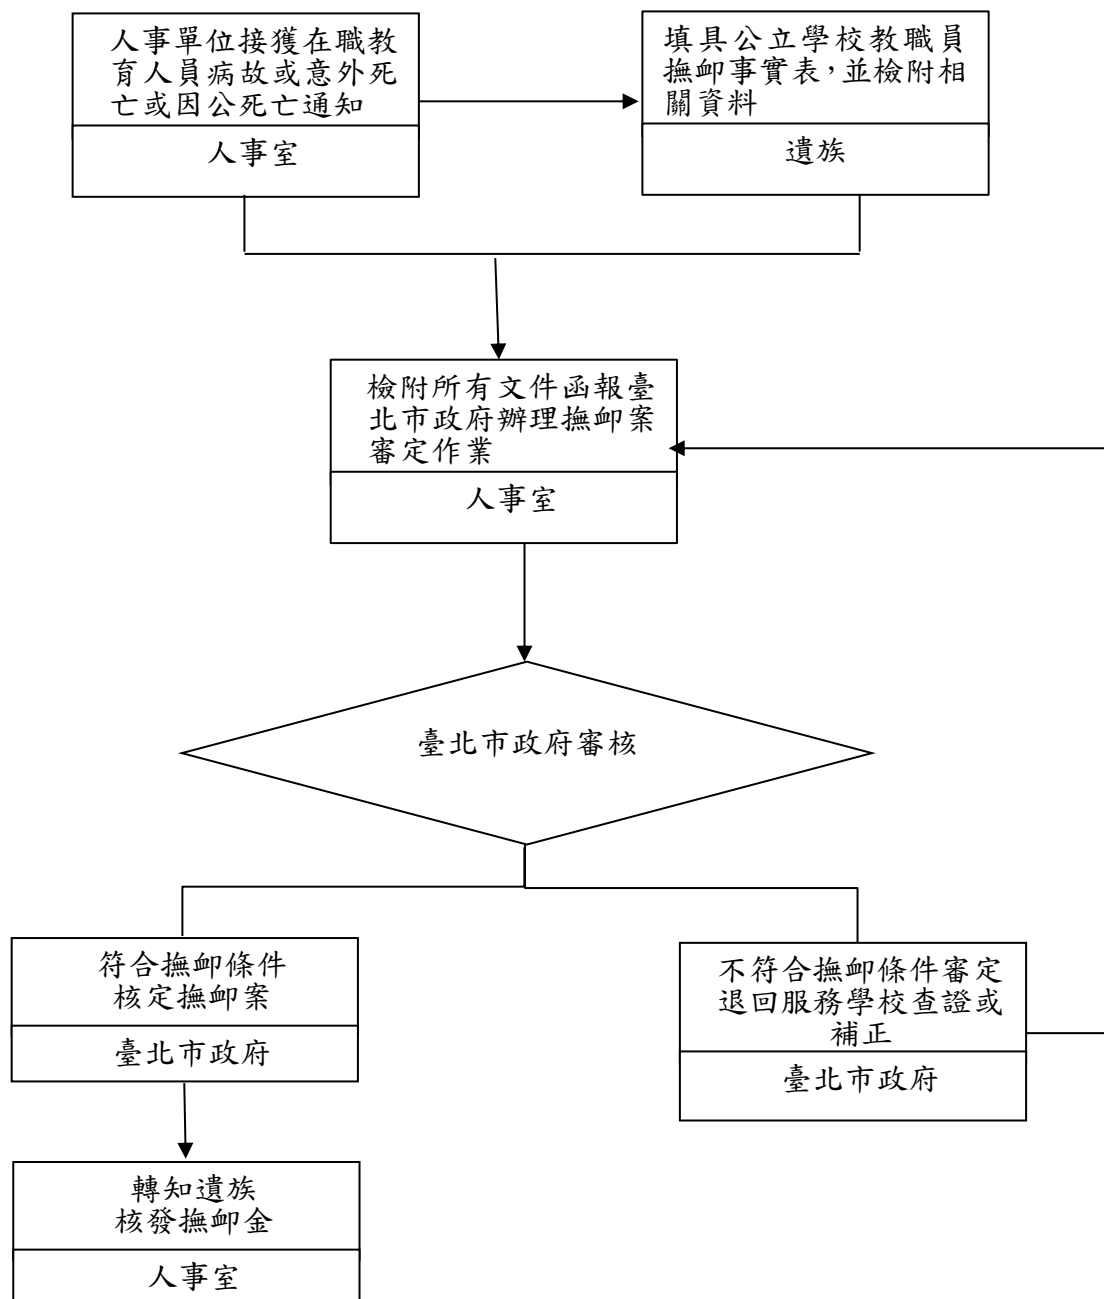 人事單位接獲在職教
育人員病故或意外死
亡或因公死亡通知
人事室
填具公立學校教職員
撫卹事實表，並檢附相
關資料
遺族
檢附所有文件函報臺
北市政府辦理撫卹案
審定作業
人事室
臺北市政府審核
符合撫卹條件
核定撫卹案
臺北市政府
不符合撫卹條件審定
退回服務學校查證或
補正
臺北市政府
轉知遺族
核發撫卹金
人事室